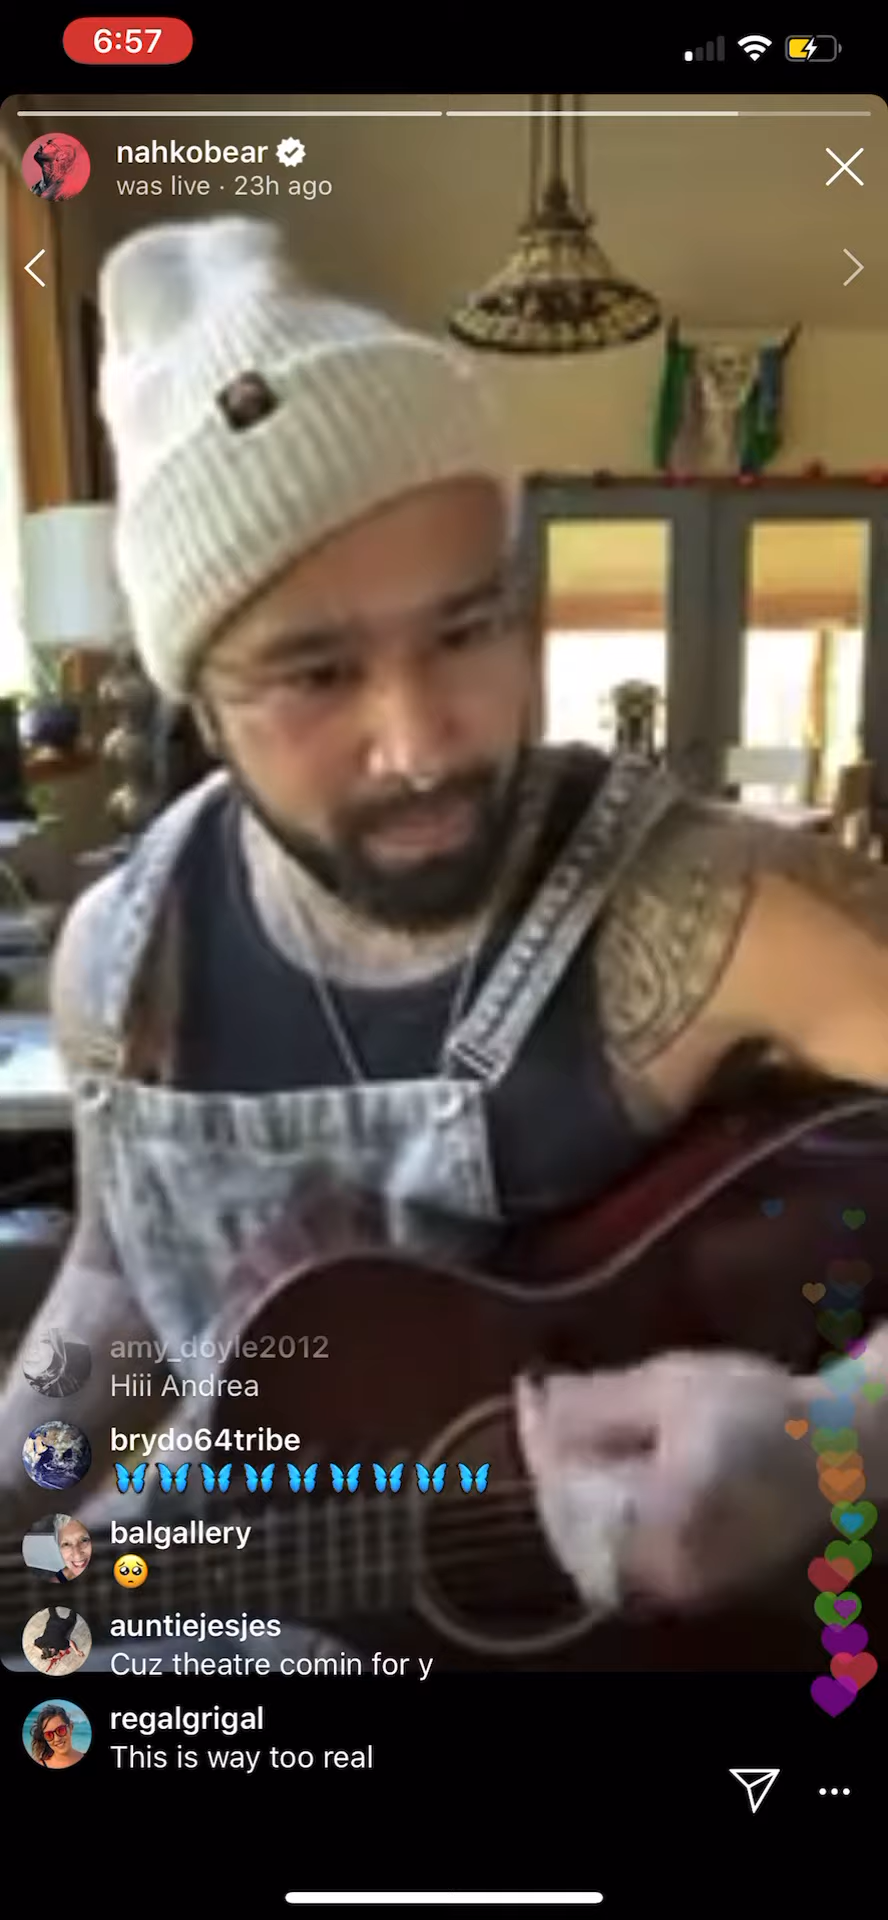 6:57
nahkobear
was live · 23h ago
amy_doyle2012
Hiii Andrea
brydo64tribe
🦋🦋🦋🦋🦋🦋🦋🦋🦋
balgallery
🥺
auntiejesjes
Cuz theatre comin for y
regalgrigal
This is way too real